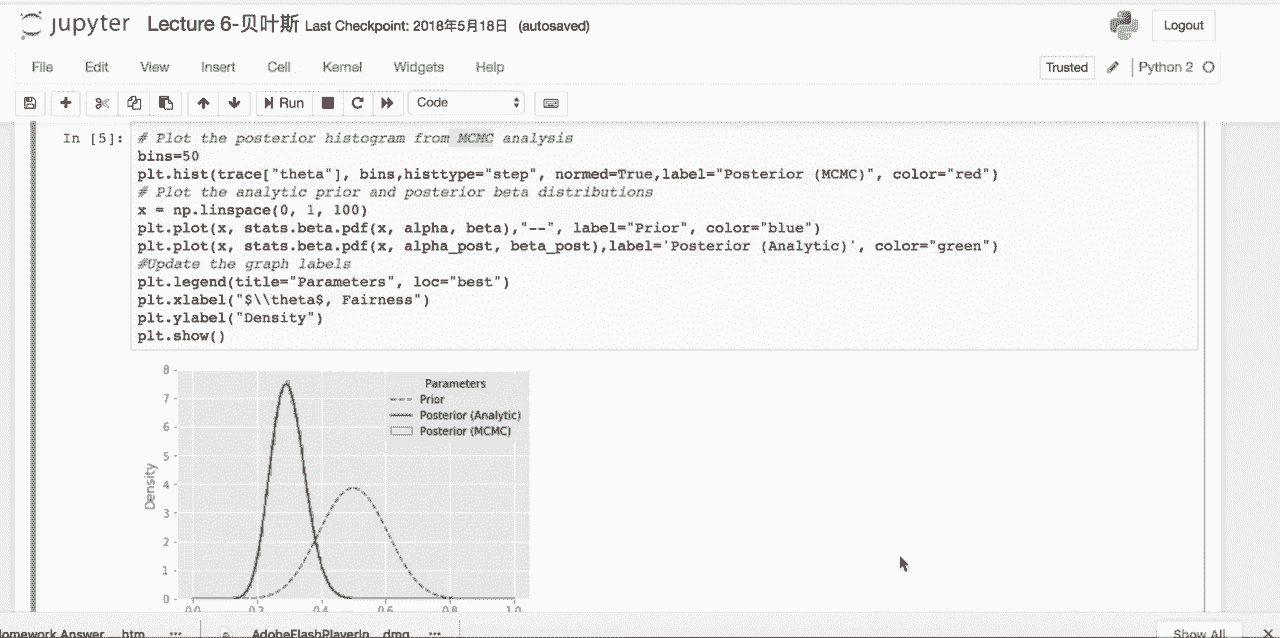 jupyter Lecture 6-贝叶斯 Last Checkpoint: 2018年5月18日 (autosaved)
Logout
File Edit View Insert Cell Kernel Widgets Help
Trusted
Python 2
Run
Code
In [5]:
# Plot the posterior histogram from MCMC analysis
bins=50
plt.hist(trace["theta"], bins,histtype="step", normed=True,label="Posterior (MCMC)", color="red")
# Plot the analytic prior and posterior beta distributions
x = np.linspace(0, 1, 100)
plt.plot(x, stats.beta.pdf(x, alpha, beta),"--", label="Prior", color="blue")
plt.plot(x, stats.beta.pdf(x, alpha_post, beta_post),label='Posterior (Analytic)', color="green")
#Update the graph labels
plt.legend(title="Parameters", loc="best")
plt.xlabel("$\\theta$, Fairness")
plt.ylabel("Density")
plt.show()
8
7
6
5
4
3
2
1
0
Density
Parameters
Prior
Posterior (Analytic)
Posterior (MCMC)
0.0 0.2 0.4 0.6 0.8 1.0
Homework Answer .htm ...
AdobeFlashPlayerIn .dmg ...
Show All